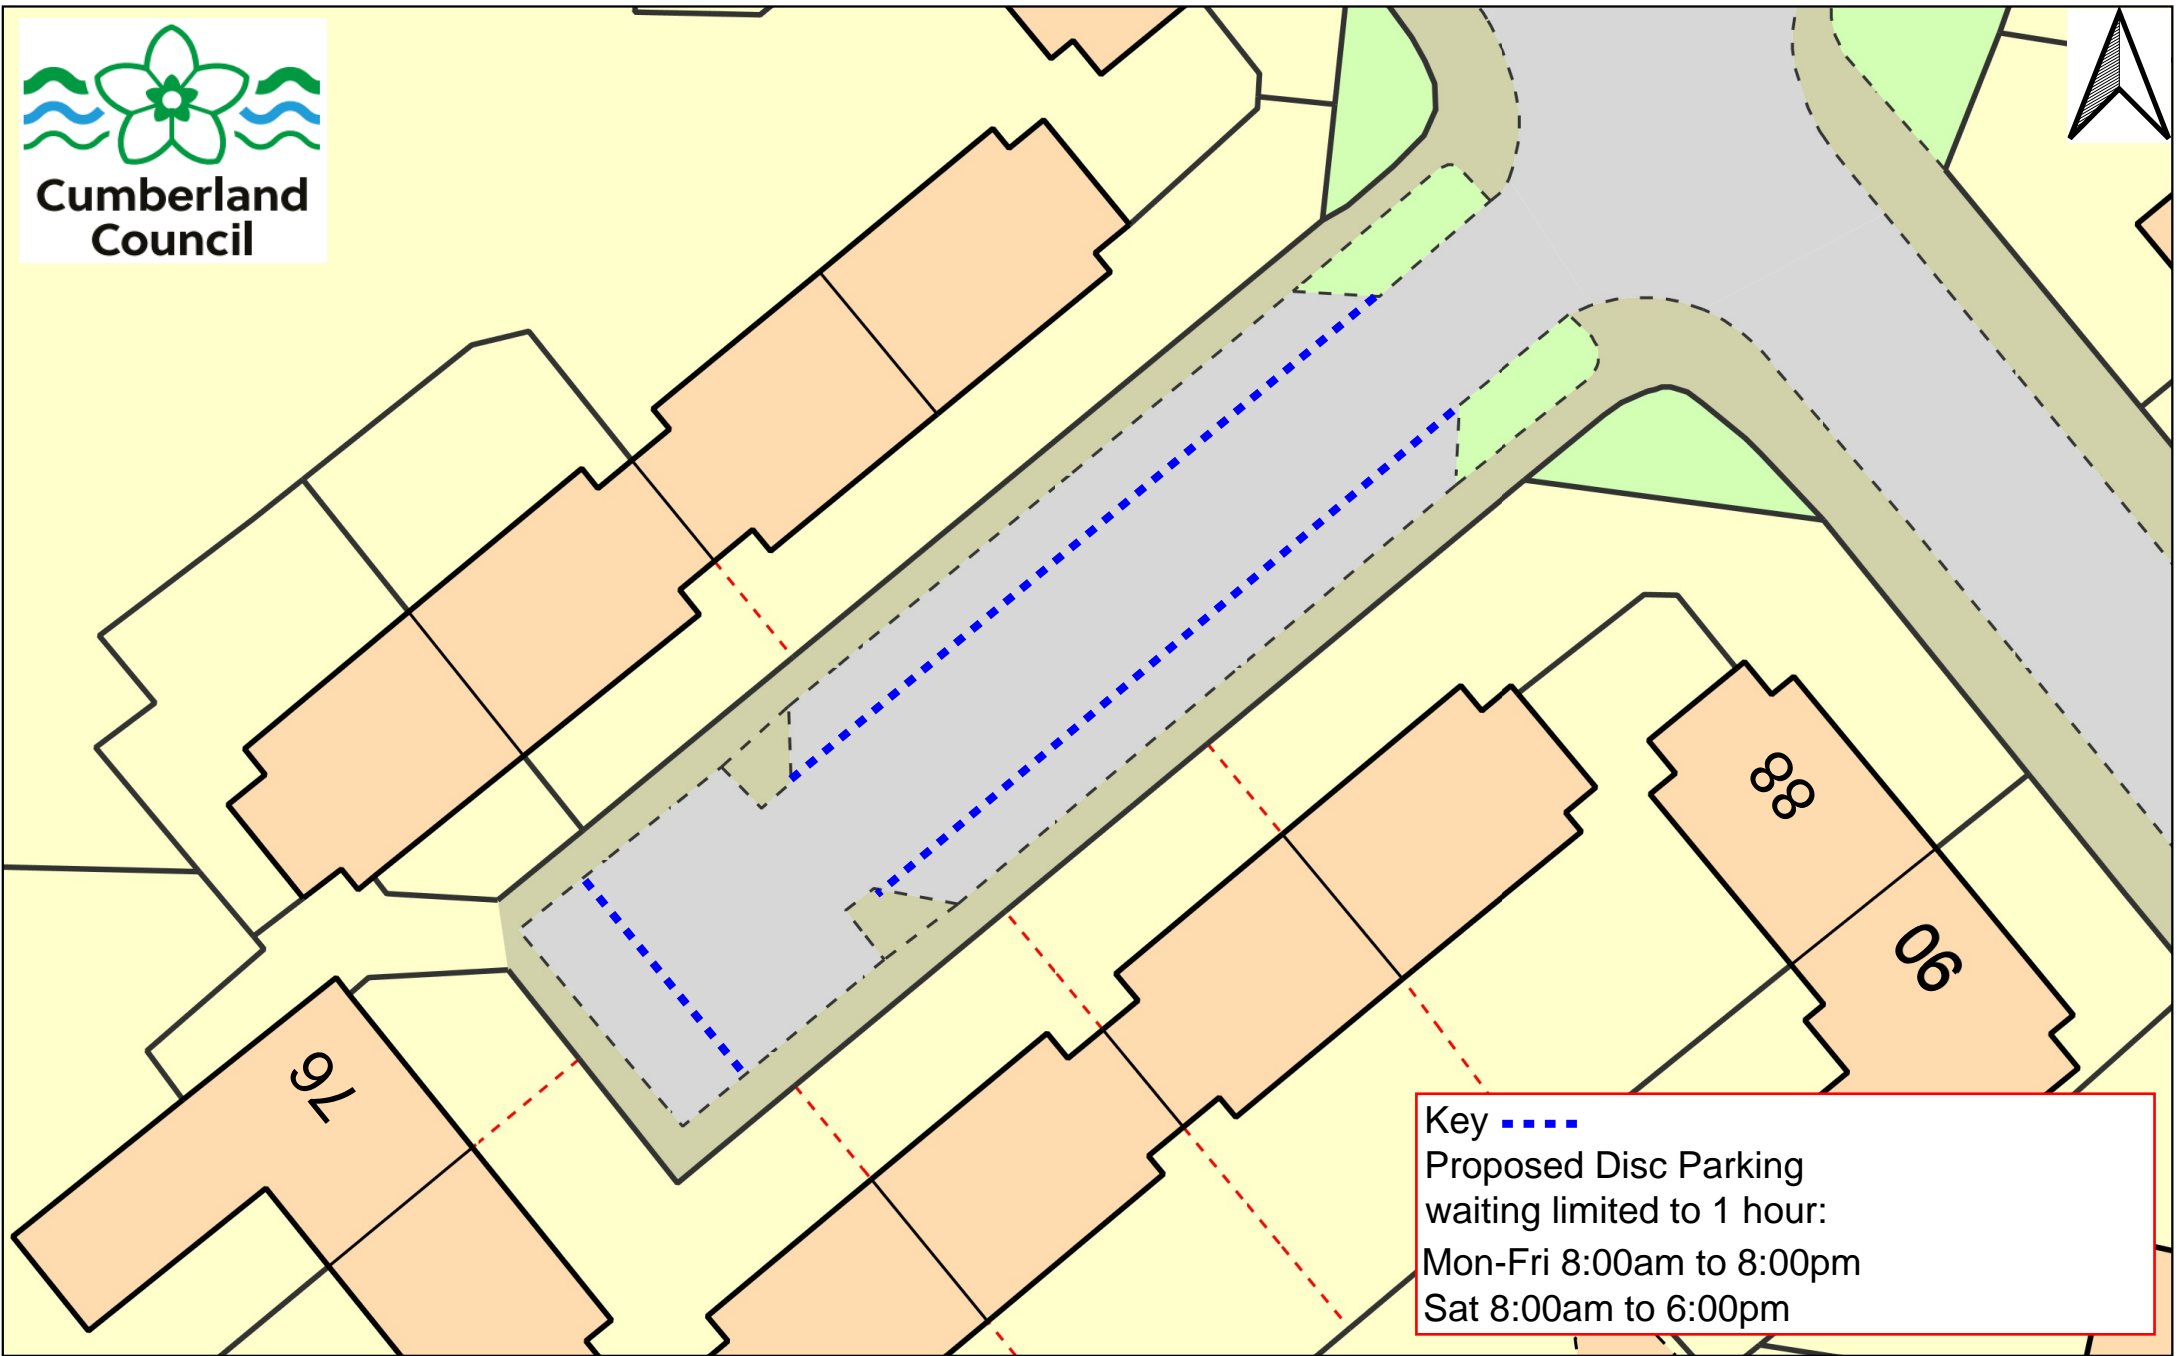 Cumberland
Council
88
90
76
Key
Proposed Disc Parking
waiting limited to 1 hour:
Mon-Fri 8:00am to 8:00pm
Sat 8:00am to 6:00pm